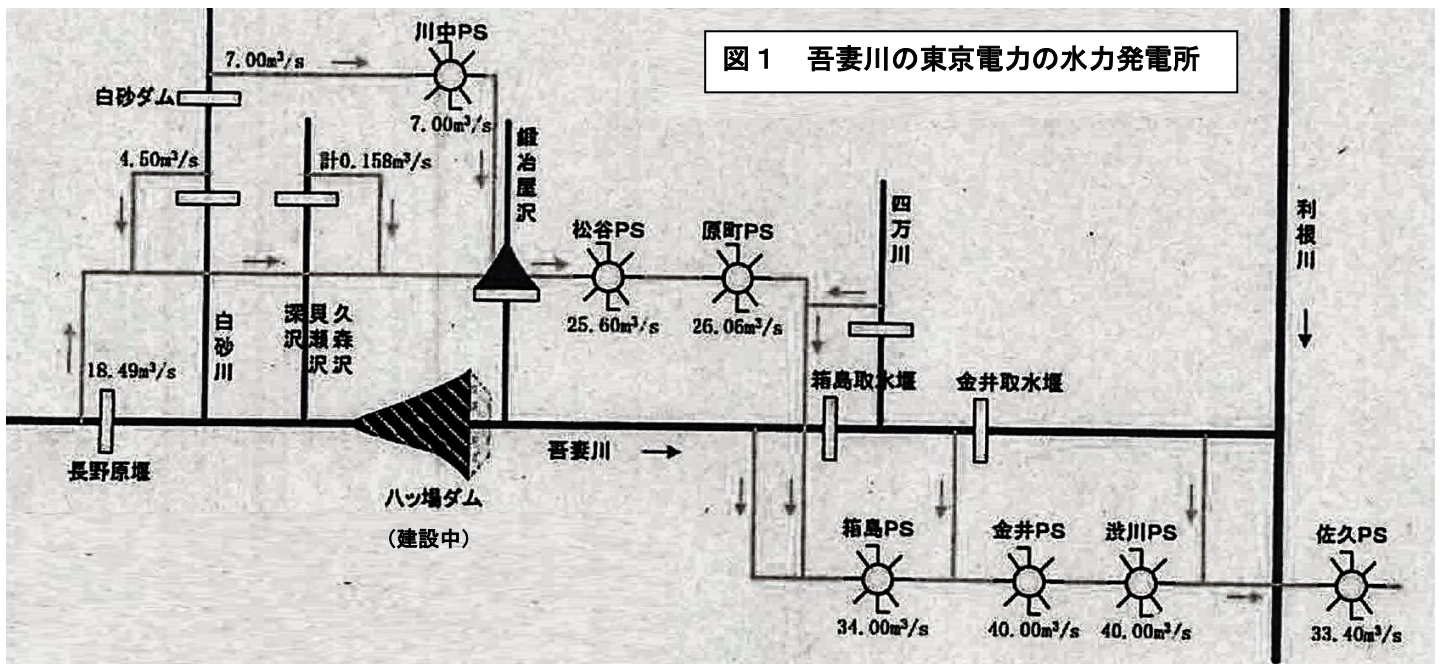 図１　吾妻川の東京電力の水力発電所
川中PS
7.00m³/s
白砂ダム
7.00m³/s
鍛冶屋沢
4.50m³/s
計0.158m³/s
四万川
利根川
松谷PS
原町PS
25.60m³/s
26.06m³/s
白砂川
深沢
貝瀬沢
久森沢
18.49m³/s
箱島取水堰
金井取水堰
長野原堰
吾妻川
八ッ場ダム
（建設中）
箱島PS
金井PS
渋川PS
佐久PS
34.00m³/s
40.00m³/s
40.00m³/s
33.40m³/s